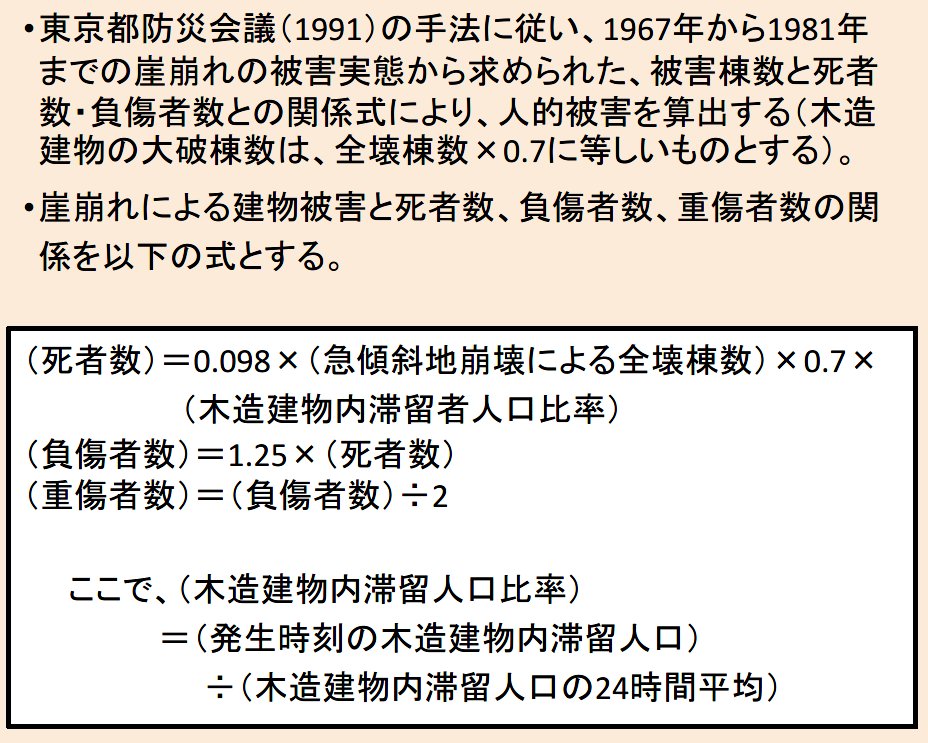 •東京都防災会議(1991)の手法に従い、1967年から1981年
までの崖崩れの被害実態から求められた、被害棟数と死者
数・負傷者数との関係式により、人的被害を算出する(木造
建物の大破棟数は、全壊棟数×0.7に等しいものとする)。
•崖崩れによる建物被害と死者数、負傷者数、重傷者数の関
係を以下の式とする。
(死者数)=0.098×(急傾斜地崩壊による全壊棟数)×0.7×
(木造建物内滞留者人口比率)
(負傷者数)=1.25×(死者数)
(重傷者数)=(負傷者数)÷2
ここで、(木造建物内滞留人口比率)
=(発生時刻の木造建物内滞留人口)
÷(木造建物内滞留人口の24時間平均)